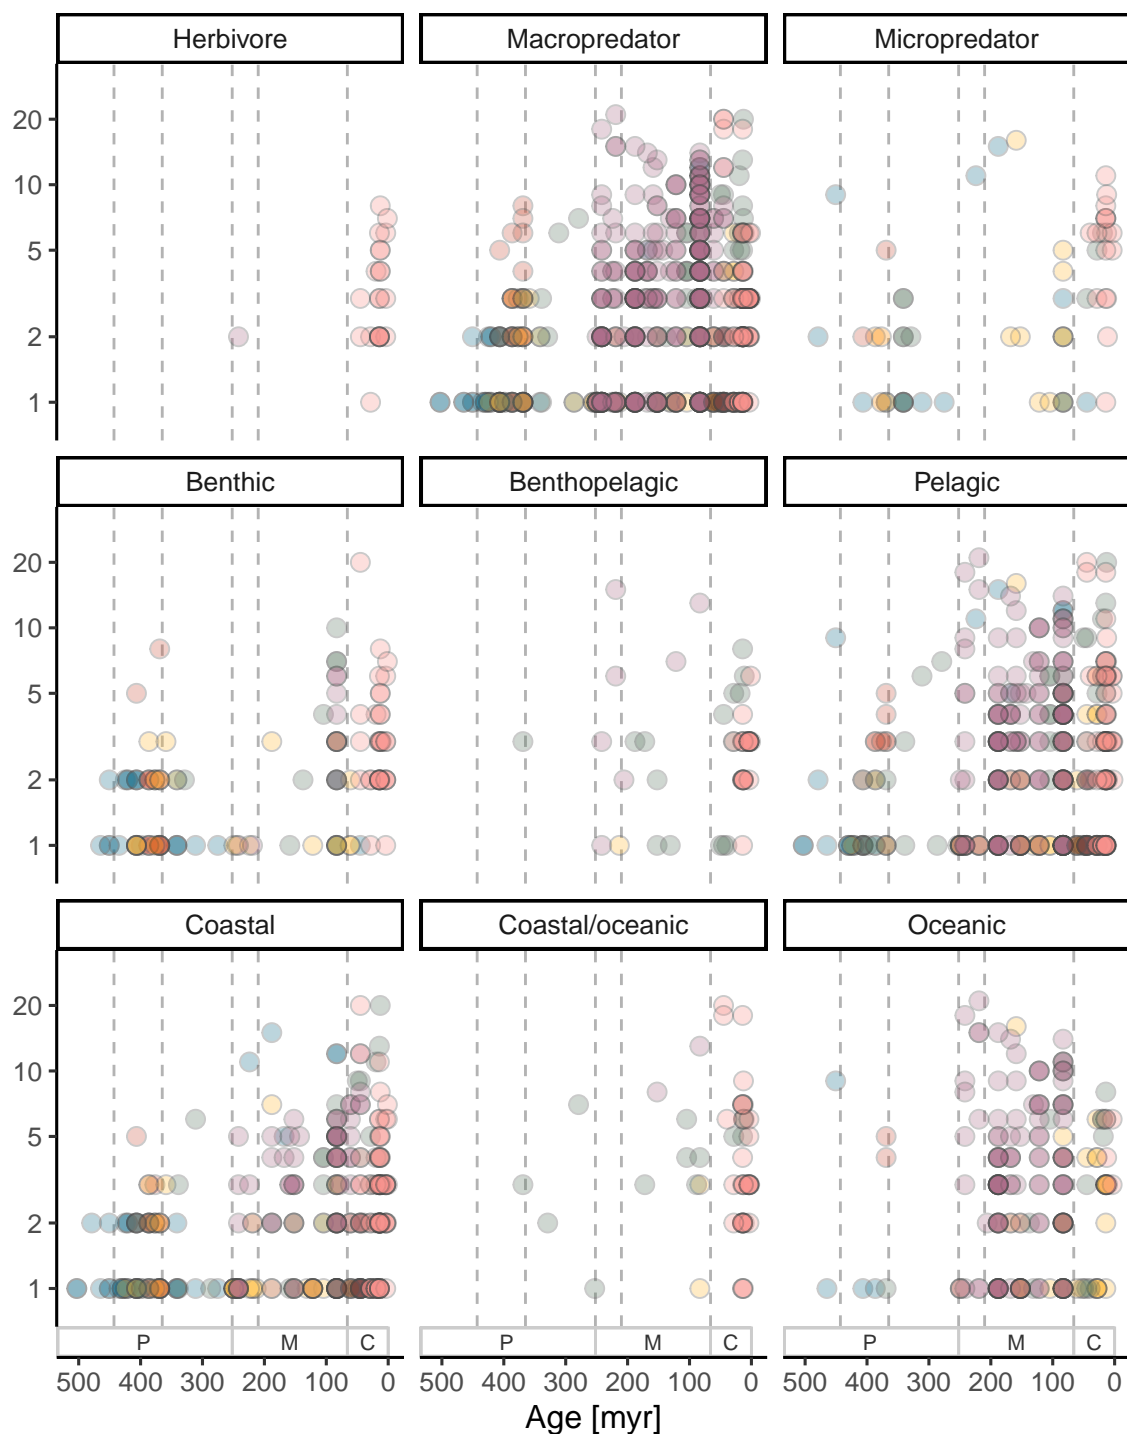 Herbivore Macropredator Micropredator
20
10
5
2
1
Benthic Benthopelagic Pelagic
20
10
5
2
1
Coastal Coastal/oceanic Oceanic
20
10
5
2
1
P M C P M C P M C
500 400 300 200 100 0 500 400 300 200 100 0 500 400 300 200 100 0
Age [myr]